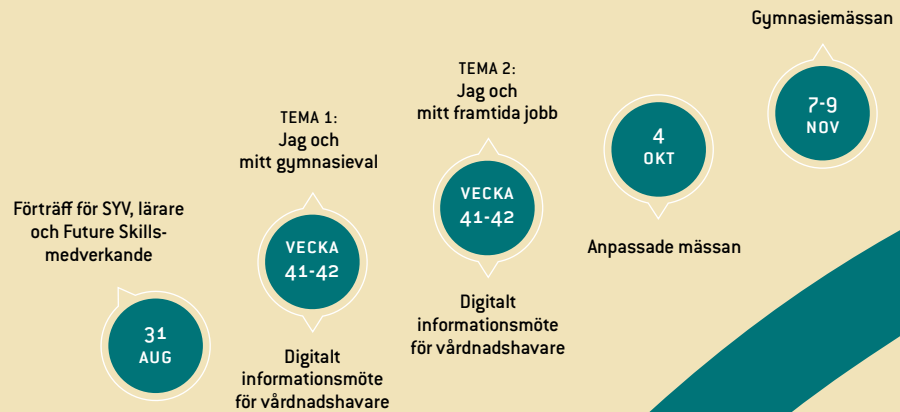 Förträff för SYV, lärare
och Future Skills-
medverkande
31
AUG
TEMA 1:
Jag och
mitt gymnasieval
VECKA
41-42
Digitalt
informationsmöte
för vårdnadshavare
TEMA 2:
Jag och
mitt framtida jobb
VECKA
41-42
Digitalt
informationsmöte
för vårdnadshavare
4
OKT
Anpassade mässan
Gymnasiemässan
7-9
NOV